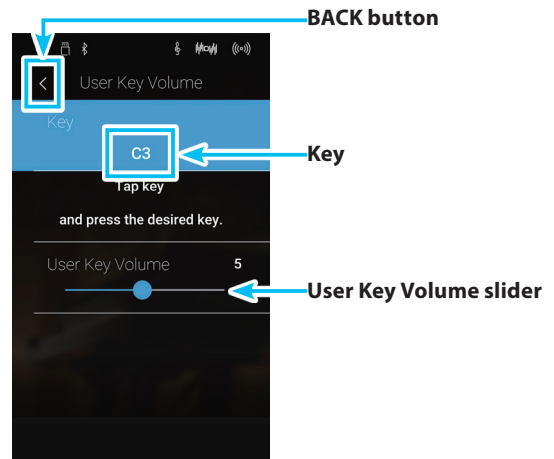 BACK button
User Key Volume
Key
C3
Key
Tap key
and press the desired key.
User Key Volume 5
User Key Volume slider